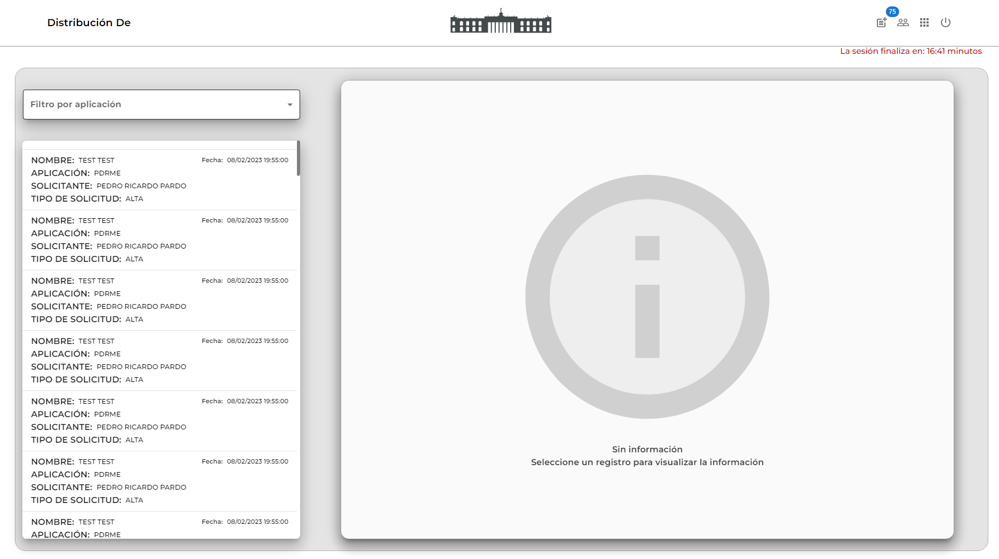 Distribución De
75
La sesión finaliza en: 16:41 minutos
Filtro por aplicación
NOMBRE: TEST TEST Fecha: 08/02/2023 19:55:00
APLICACIÓN: PDRME
SOLICITANTE: PEDRO RICARDO PARDO
TIPO DE SOLICITUD: ALTA
NOMBRE: TEST TEST Fecha: 08/02/2023 19:55:00
APLICACIÓN: PDRME
SOLICITANTE: PEDRO RICARDO PARDO
TIPO DE SOLICITUD: ALTA
NOMBRE: TEST TEST Fecha: 08/02/2023 19:55:00
APLICACIÓN: PDRME
SOLICITANTE: PEDRO RICARDO PARDO
TIPO DE SOLICITUD: ALTA
NOMBRE: TEST TEST Fecha: 08/02/2023 19:55:00
APLICACIÓN: PDRME
SOLICITANTE: PEDRO RICARDO PARDO
TIPO DE SOLICITUD: ALTA
NOMBRE: TEST TEST Fecha: 08/02/2023 19:55:00
APLICACIÓN: PDRME
SOLICITANTE: PEDRO RICARDO PARDO
TIPO DE SOLICITUD: ALTA
NOMBRE: TEST TEST Fecha: 08/02/2023 19:55:00
APLICACIÓN: PDRME
SOLICITANTE: PEDRO RICARDO PARDO
TIPO DE SOLICITUD: ALTA
NOMBRE: TEST TEST Fecha: 08/02/2023 19:55:00
APLICACIÓN: PDRME
Sin información
Seleccione un registro para visualizar la información